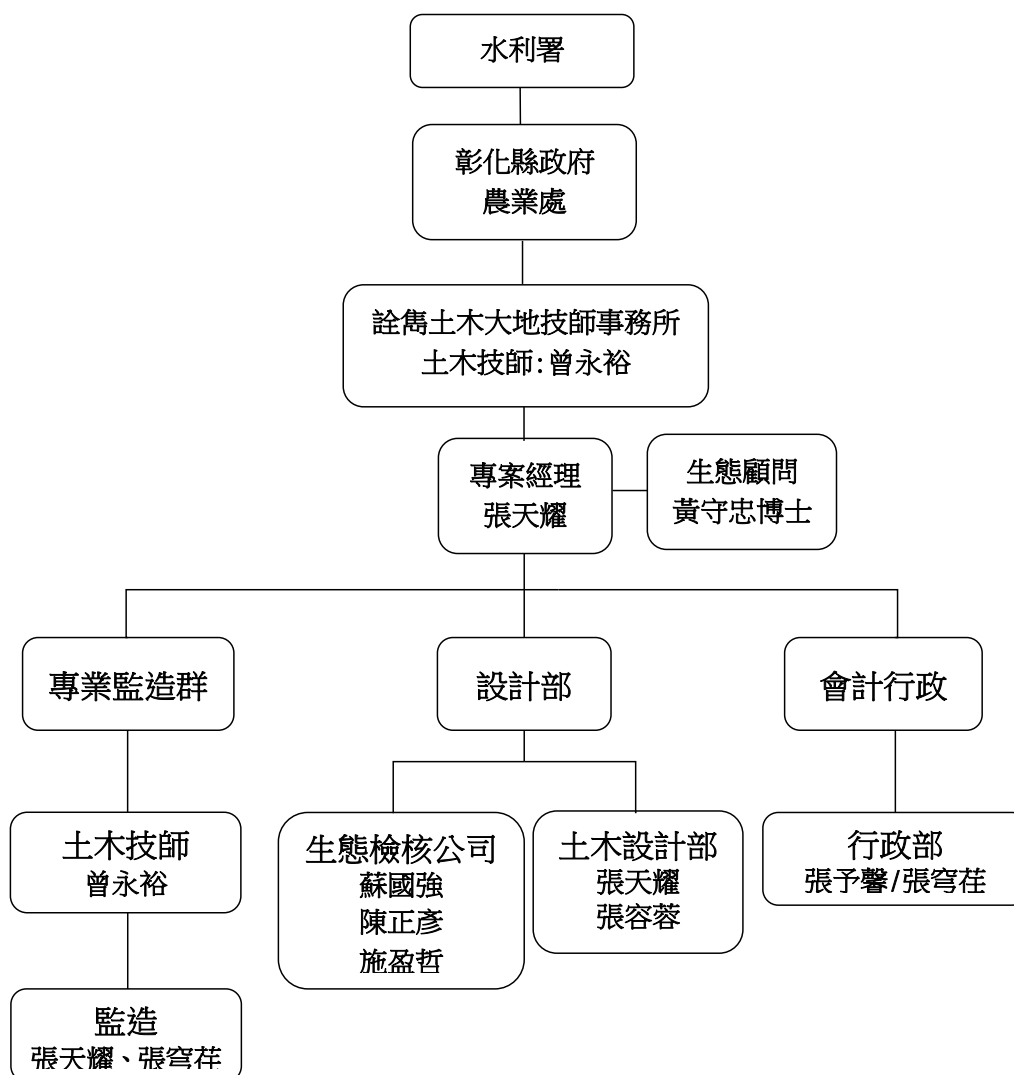 水利署
彰化縣政府
農業處
詮雋土木大地技師事務所
土木技師:曾永裕
專案經理
張天耀
生態顧問
黃守忠博士
專業監造群
設計部
會計行政
土木技師
曾永裕
生態檢核公司
蘇國強
陳正彥
施盈哲
土木設計部
張天耀
張容蓉
行政部
張予馨/張穹荏
監造
張天耀、張穹荏